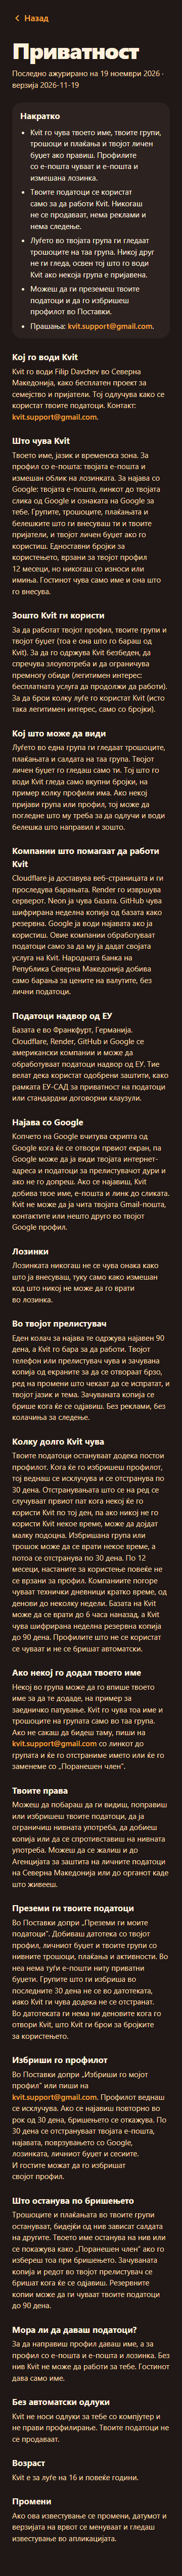 Назад
Приватност
Последно ажурирано на 19 ноември 2026 ·
верзија 2026-11-19
Накратко
• Kvit го чува твоето име, твоите групи,
трошоци и плаќања и твојот личен
буџет ако правиш. Профилите
со е-пошта чуваат и е-пошта и
измешана лозинка.
• Твоите податоци се користат
само за да работи Kvit. Никогаш
не се продаваат, нема реклами и
нема следење.
• Луѓето во твојата група ги гледаат
трошоците на таа група. Никој друг
не ги гледа, освен тој што го води
Kvit ако некоја група е пријавена.
• Можеш да ги преземеш твоите
податоци и да го избришеш
профилот во Поставки.
• Прашања: kvit.support@gmail.com.
Кој го води Kvit
Kvit го води Filip Davchev во Северна
Македонија, како бесплатен проект за
семејство и пријатели. Тој одлучува како се
користат твоите податоци. Контакт:
kvit.support@gmail.com.
Што чува Kvit
Твоето име, јазик и временска зона. За
профил со е-пошта: твојата е-пошта и
измешан облик на лозинката. За најава со
Google: твојата е-пошта, линкот до твојата
слика од Google и ознаката на Google за
тебе. Групите, трошоците, плаќањата и
белешките што ги внесуваш ти и твоите
пријатели, и твојот личен буџет ако го
користиш. Едноставни бројки за
користењето, врзани за твојот профил
12 месеци, но никогаш со износи или
имиња. Гостинот чува само име и она што
го внесува.
Зошто Kvit ги користи
За да работат твојот профил, твоите групи и
твојот буџет (тоа е она што го бараш од
Kvit). За да го одржува Kvit безбеден, да
спречува злоупотреба и да ограничува
премногу обиди (легитимен интерес:
бесплатната услуга да продолжи да работи).
За да брои колку луѓе го користат Kvit (исто
така легитимен интерес, само со бројки).
Кој што може да види
Луѓето во една група ги гледаат трошоците,
плаќањата и салдата на таа група. Твојот
личен буџет го гледаш само ти. Тој што го
води Kvit гледа само вкупни бројки, на
пример колку профили има. Ако некој
пријави група или профил, тој може да
погледне што му треба за да одлучи и води
белешка што направил и зошто.
Компании што помагаат да работи
Kvit
Cloudflare ја доставува веб-страницата и ги
проследува барањата. Render го извршува
серверот. Neon ја чува базата. GitHub чува
шифрирана неделна копија од базата како
резервна. Google ја води најавата ако ја
користиш. Овие компании обработуваат
податоци само за да му ја дадат својата
услуга на Kvit. Народната банка на
Република Северна Македонија добива
само барања за цените на валутите, без
лични податоци.
Податоци надвор од ЕУ
Базата е во Франкфурт, Германија.
Cloudflare, Render, GitHub и Google се
американски компании и може да
обработуваат податоци надвор од ЕУ. Тие
велат дека користат одобрени заштити, како
рамката ЕУ-САД за приватност на податоци
или стандардни договорни клаузули.
Најава со Google
Копчето на Google вчитува скрипта од
Google кога ќе се отвори првиот екран, па
Google може да ја види твојата интернет-
адреса и податоци за прелистувачот дури и
ако не го допреш. Ако се најавиш, Kvit
добива твое име, е-пошта и линк до сликата.
Kvit не може да ја чита твојата Gmail-пошта,
контактите или нешто друго во твојот
Google профил.
Лозинки
Лозинката никогаш не се чува онака како
што ја внесуваш, туку само како измешан
код што никој не може да го врати
во лозинка.
Во твојот прелистувач
Еден колач за најава те одржува најавен 90
дена, а Kvit го бара за да работи. Твојот
телефон или прелистувач чува и зачувана
копија од екраните за да се отвораат брзо,
ред на промени што чекаат да се испратат, и
твојот јазик и тема. Зачуваната копија се
брише кога ќе се одјавиш. Без реклами, без
колачиња за следење.
Колку долго Kvit чува
Твоите податоци остануваат додека постои
профилот. Кога ќе го избришеш профилот,
тој веднаш се исклучува и се отстранува по
30 дена. Отстранувањата што се на ред се
случуваат првиот пат кога некој ќе го
користи Kvit по тој ден, па ако никој не го
користи Kvit некое време, може да дојдат
малку подоцна. Избришана група или
трошок може да се врати некое време, а
потоа се отстранува по 30 дена. По 12
месеци, настаните за користење повеќе не
се врзани за профил. Компаниите погоре
чуваат технички дневници кратко време, од
денови до неколку недели. Базата на Kvit
може да се врати до 6 часа наназад, а Kvit
чува шифрирана неделна резервна копија
до 90 дена. Профилите што не се користат
се чуваат и не се бришат автоматски.
Ако некој го додал твоето име
Некој во група може да го впише твоето
име за да те додаде, на пример за
заедничко патување. Kvit го чува тоа име и
трошоците на групата само во таа група.
Ако не сакаш да бидеш таму, пиши на
kvit.support@gmail.com со линкот до
групата и ќе го отстраниме името или ќе го
замениме со „Поранешен член“.
Твоите права
Можеш да побараш да ги видиш, поправиш
или избришеш твоите податоци, да ја
ограничиш нивната употреба, да добиеш
копија или да се спротивставиш на нивната
употреба. Можеш да се жалиш и до
Агенцијата за заштита на личните податоци
на Северна Македонија или до органот каде
што живееш.
Преземи ги твоите податоци
Во Поставки допри „Преземи ги моите
податоци“. Добиваш датотека со твојот
профил, личниот буџет и твоите групи со
нивните трошоци, плаќања и активности. Во
неа нема туѓи е-пошти ниту приватни
буџети. Групите што ги избриша во
последните 30 дена не се во датотеката,
иако Kvit ги чува додека не се отстранат.
Во датотеката ги нема ни деновите кога го
отвори Kvit, што Kvit ги брои за бројките
за користењето.
Избриши го профилот
Во Поставки допри „Избриши го мојот
профил“ или пиши на
kvit.support@gmail.com. Профилот веднаш
се исклучува. Ако се најавиш повторно во
рок од 30 дена, бришењето се откажува. По
30 дена се отстрануваат твојата е-пошта,
најавата, поврзувањето со Google,
лозинката, личниот буџет и сесиите.
И гостите можат да го избришат
својот профил.
Што останува по бришењето
Трошоците и плаќањата во твоите групи
остануваат, бидејќи од нив зависат салдата
на другите. Твоето име останува на нив или
се покажува како „Поранешен член“ ако го
избереш тоа при бришењето. Зачуваната
копија и редот во твојот прелистувач се
бришат кога ќе се одјавиш. Резервните
копии може да ги чуваат твоите податоци
до 90 дена.
Мора ли да даваш податоци?
За да направиш профил даваш име, а за
профил со е-пошта и е-пошта и лозинка. Без
нив Kvit не може да работи за тебе. Гостинот
дава само име.
Без автоматски одлуки
Kvit не носи одлуки за тебе со компјутер и
не прави профилирање. Твоите податоци не
се продаваат.
Возраст
Kvit е за луѓе на 16 и повеќе години.
Промени
Ако ова известување се промени, датумот и
верзијата на врвот се менуваат и гледаш
известување во апликацијата.